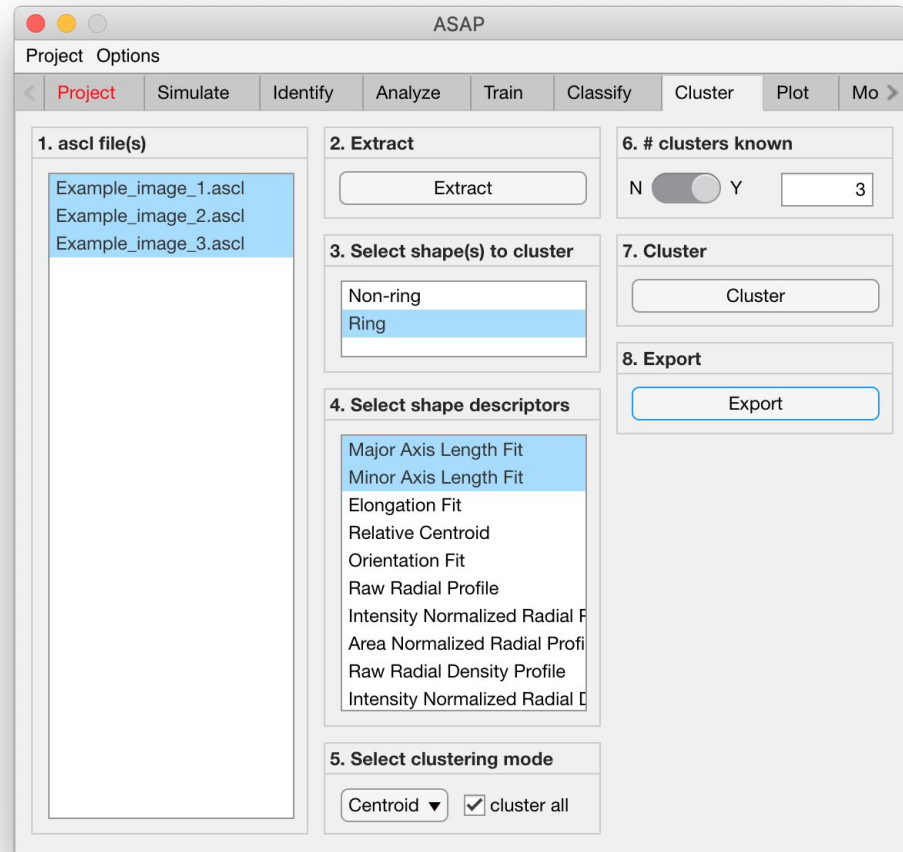 ASAP
Project Options
Project Simulate Identify Analyze Train Classify Cluster Plot Mo
1. ascl file(s)
Example_image_1.ascl
Example_image_2.ascl
Example_image_3.ascl
2. Extract
Extract
3. Select shape(s) to cluster
Non-ring
Ring
4. Select shape descriptors
Major Axis Length Fit
Minor Axis Length Fit
Elongation Fit
Relative Centroid
Orientation Fit
Raw Radial Profile
Intensity Normalized Radial P
Area Normalized Radial Profi
Raw Radial Density Profile
Intensity Normalized Radial D
5. Select clustering mode
Centroid cluster all
6. # clusters known
N Y 3
7. Cluster
Cluster
8. Export
Export